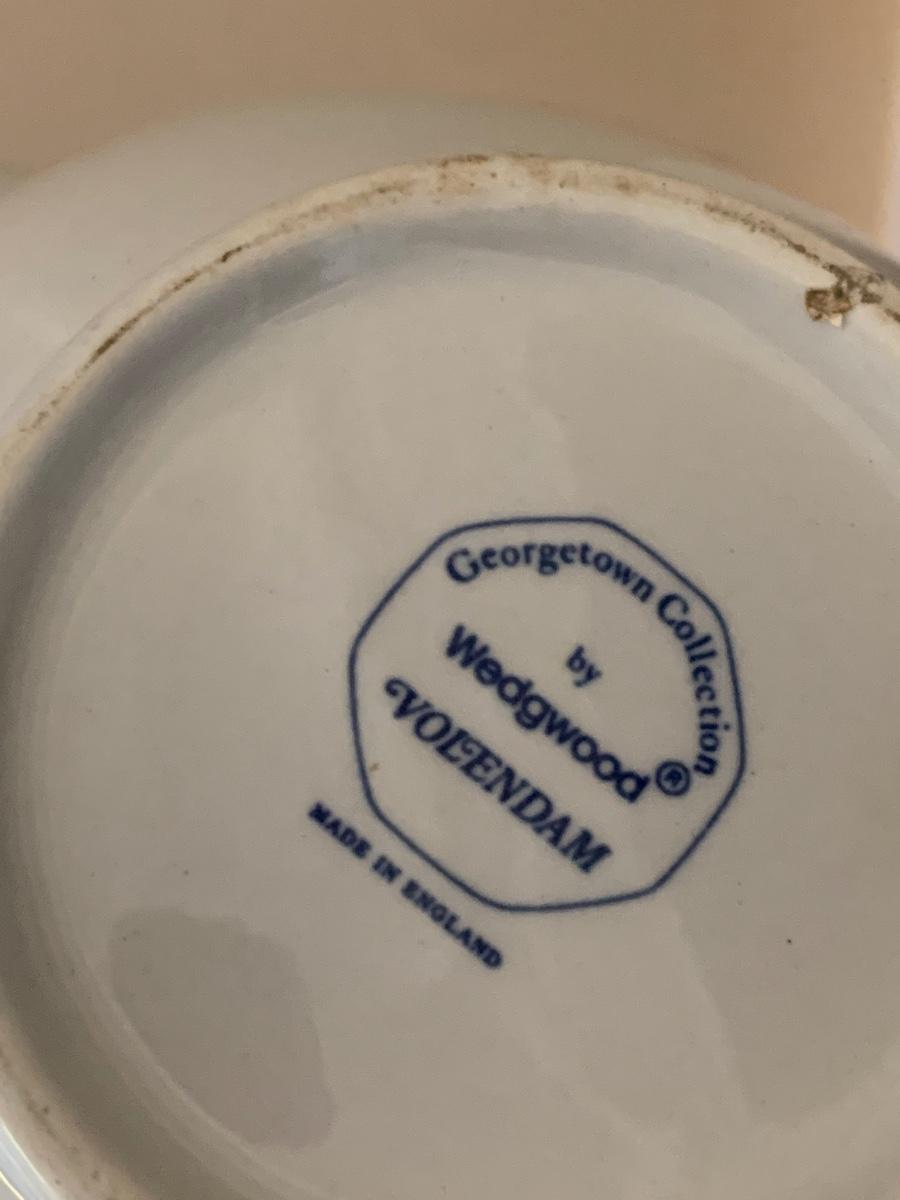 Georgetown Collection
by
Wedgwood®
VOLENDAM
MADE IN ENGLAND